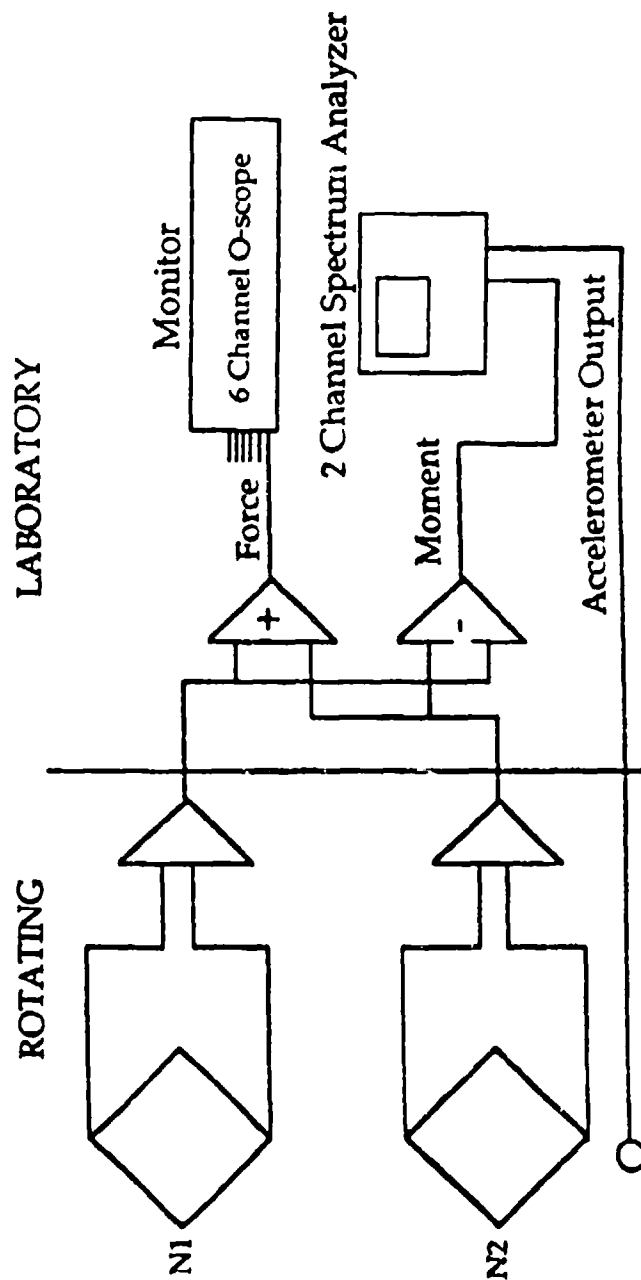 ROTATING
LABORATORY
N1
N2
+
-
Force
Moment
Monitor
6 Channel O-scope
2 Channel Spectrum Analyzer
Accelerometer Output